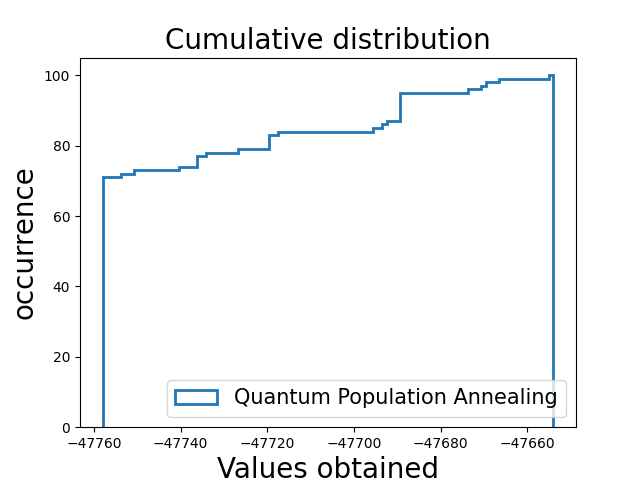 Cumulative distribution
occurrence
100
80
60
40
20
0
Quantum Population Annealing
−47760 −47740 −47720 −47700 −47680 −47660
Values obtained